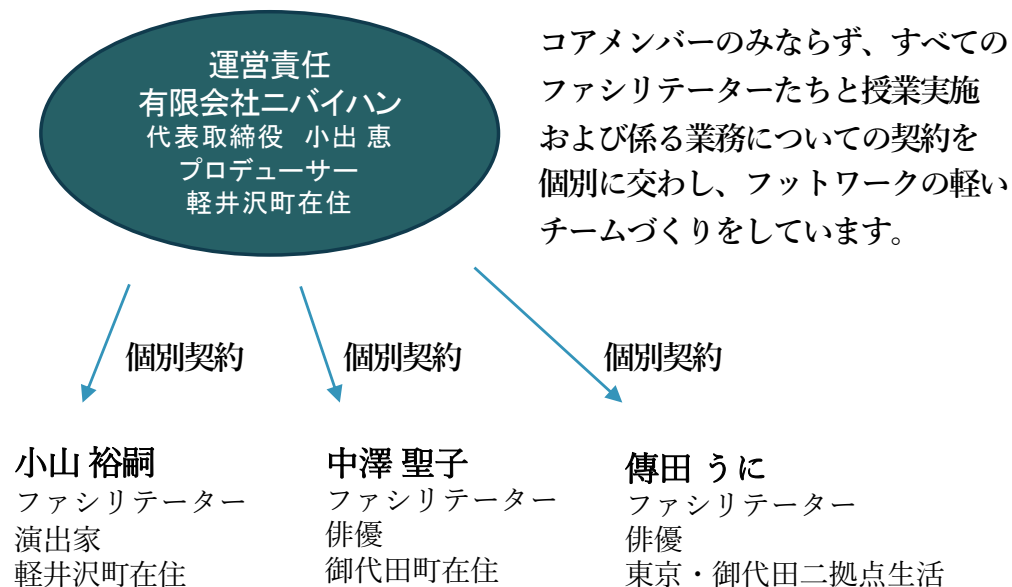 運営責任
有限会社ニバイハン
代表取締役 小出 恵
プロデューサー
軽井沢町在住
コアメンバーのみならず、すべての
ファシリテーターたちと授業実施
および係る業務についての契約を
個別に交わし、フットワークの軽い
チームづくりをしています。
個別契約
個別契約
個別契約
小山 裕嗣
ファシリテーター
演出家
軽井沢町在住
中澤 聖子
ファシリテーター
俳優
御代田町在住
傳田 うに
ファシリテーター
俳優
東京・御代田二拠点生活